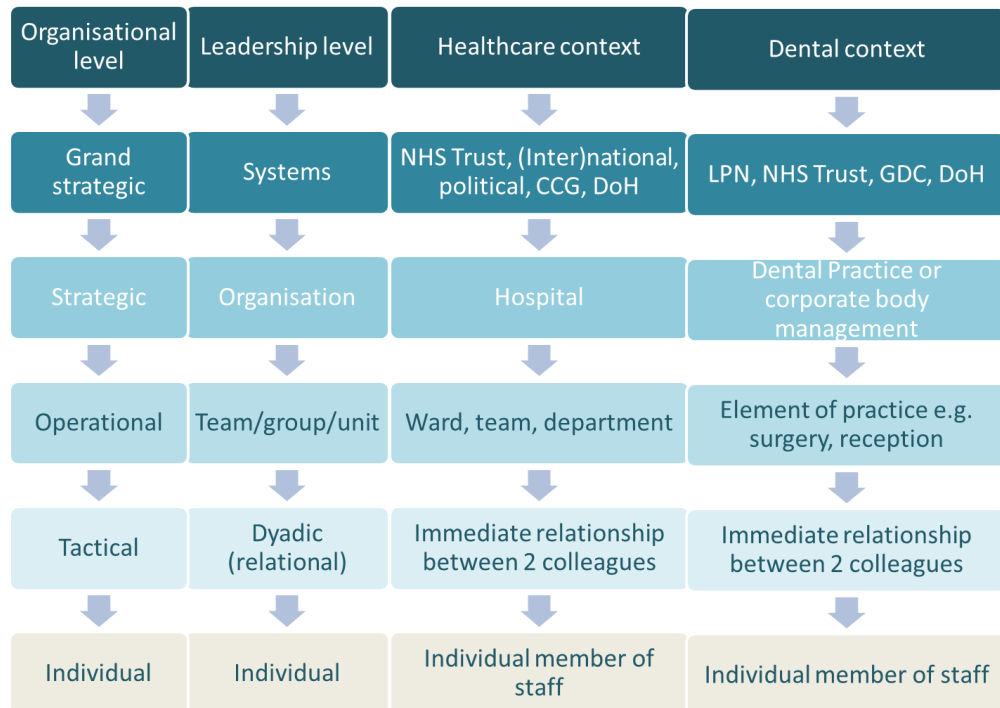 Organisational
level
Leadership level
Healthcare context
Dental context
Grand
strategic
Systems
NHS Trust, (Inter)national,
political, CCG, DoH
LPN, NHS Trust, GDC, DoH
Strategic
Organisation
Hospital
Dental Practice or
corporate body
management
Operational
Team/group/unit
Ward, team, department
Element of practice e.g.
surgery, reception
Tactical
Dyadic
(relational)
Immediate relationship
between 2 colleagues
Immediate relationship
between 2 colleagues
Individual
Individual
Individual member of
staff
Individual member of staff